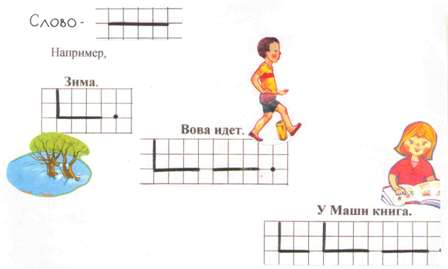 Слово -
Например,
Зима.
Вова идет.
У Маши книга.